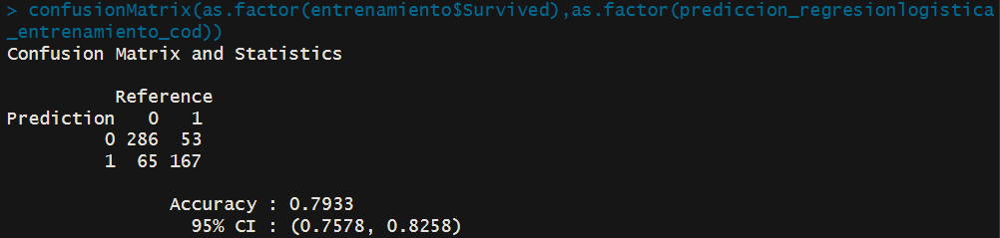 > confusionMatrix(as.factor(entrenamiento$Survived),as.factor(prediccion_regresionlogistica
_entrenamiento_cod))
Confusion Matrix and Statistics
          Reference
Prediction   0   1
         0 286  53
         1  65 167
               Accuracy : 0.7933
                 95% CI : (0.7578, 0.8258)